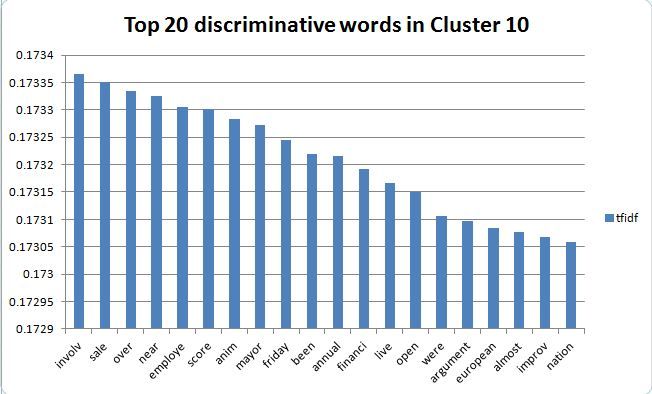 Top 20 discriminative words in Cluster 10
0.1734
0.17335
0.1733
0.17325
0.1732
0.17315
0.1731
0.17305
0.173
0.17295
0.1729
tfidf
involv
sale
over
near
employe
score
anim
mayor
friday
been
annual
financi
live
open
were
argument
european
almost
improv
nation